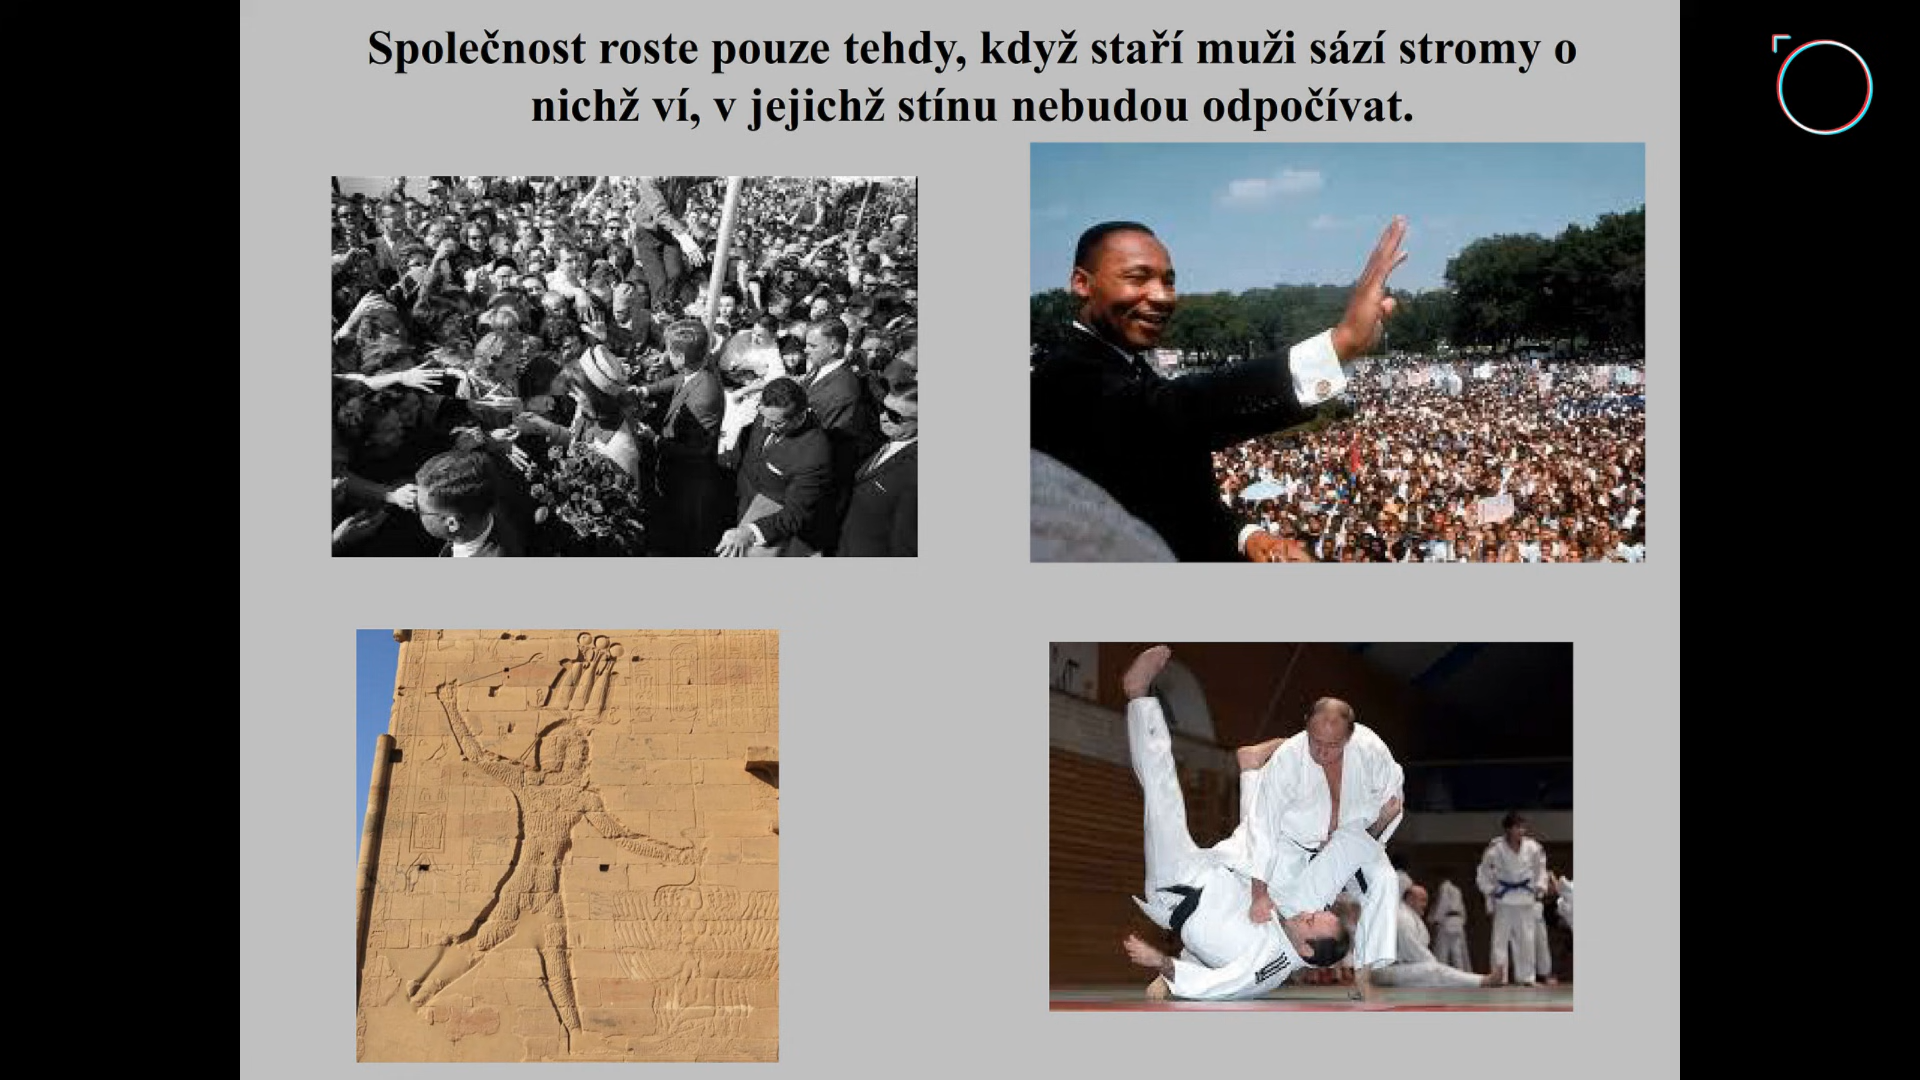 Společnost roste pouze tehdy, když staří muži sází stromy o
nichž ví, v jejichž stínu nebudou odpočívat.